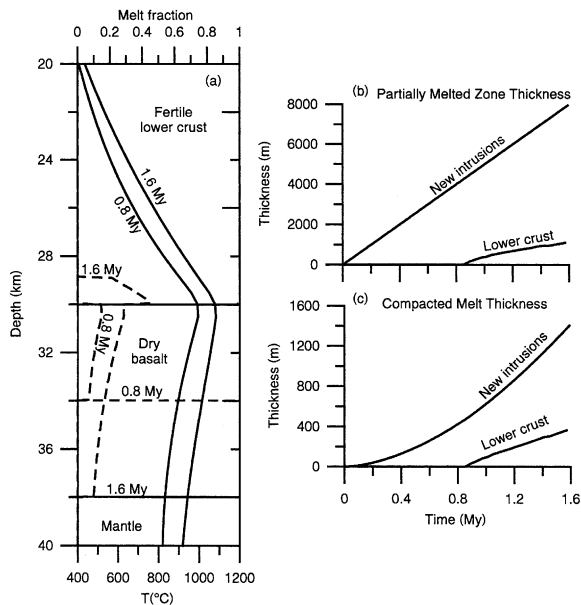 Melt fraction
0 0.2 0.4 0.6 0.8 1
(a)
Fertile
lower crust
1.6 My
0.8 My
1.6 My
0.8 My
Dry
basalt
0.8 My
1.6 My
Mantle
20
24
28
32
36
40
Depth (km)
400 600 800 1000 1200
T(°C)
(b) Partially Melted Zone Thickness
8000
6000
4000
2000
0
Thickness (m)
New intrusions
Lower crust
(c) Compacted Melt Thickness
1600
1200
800
400
0
Thickness (m)
New intrusions
Lower crust
0 0.4 0.8 1.2 1.6
Time (My)